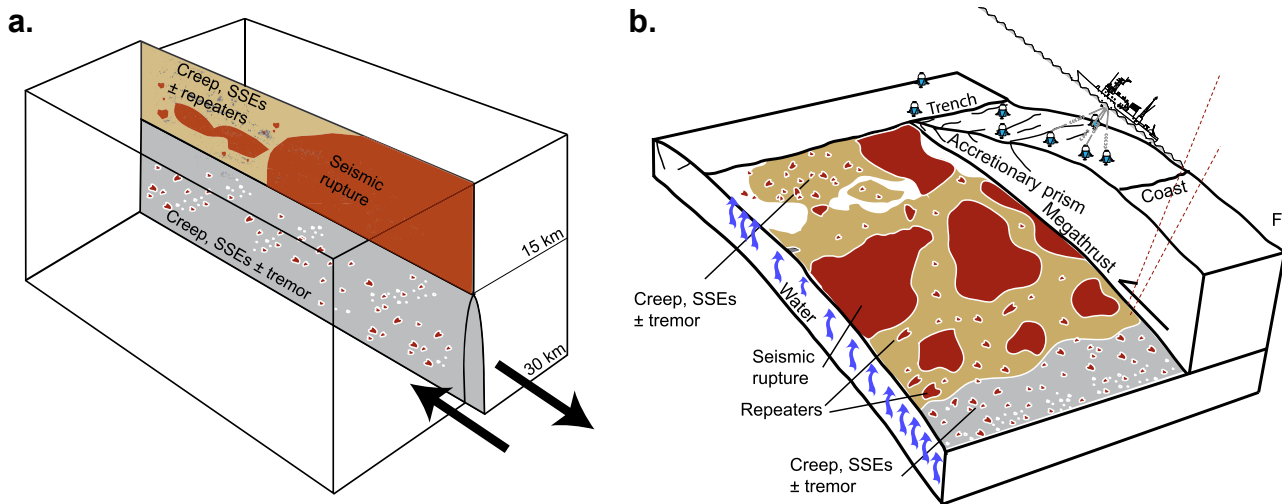 a.
Creep, SSEs
± repeaters
Seismic
rupture
Creep, SSEs ± tremor
15 km
30 km
b.
Trench
Accretionary prism
Megathrust
Coast
F
Water
Creep, SSEs
± tremor
Seismic
rupture
Repeaters
Creep, SSEs
± tremor